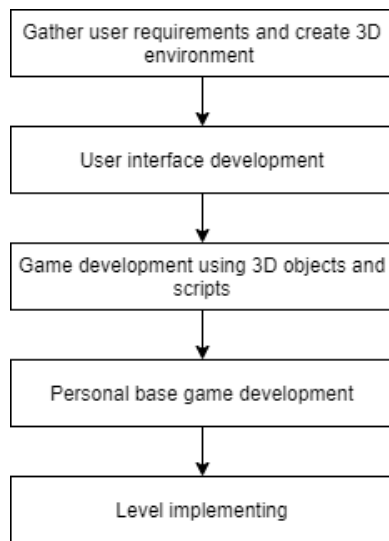 Gather user requirements and create 3D
environment
User interface development
Game development using 3D objects and
scripts
Personal base game development
Level implementing